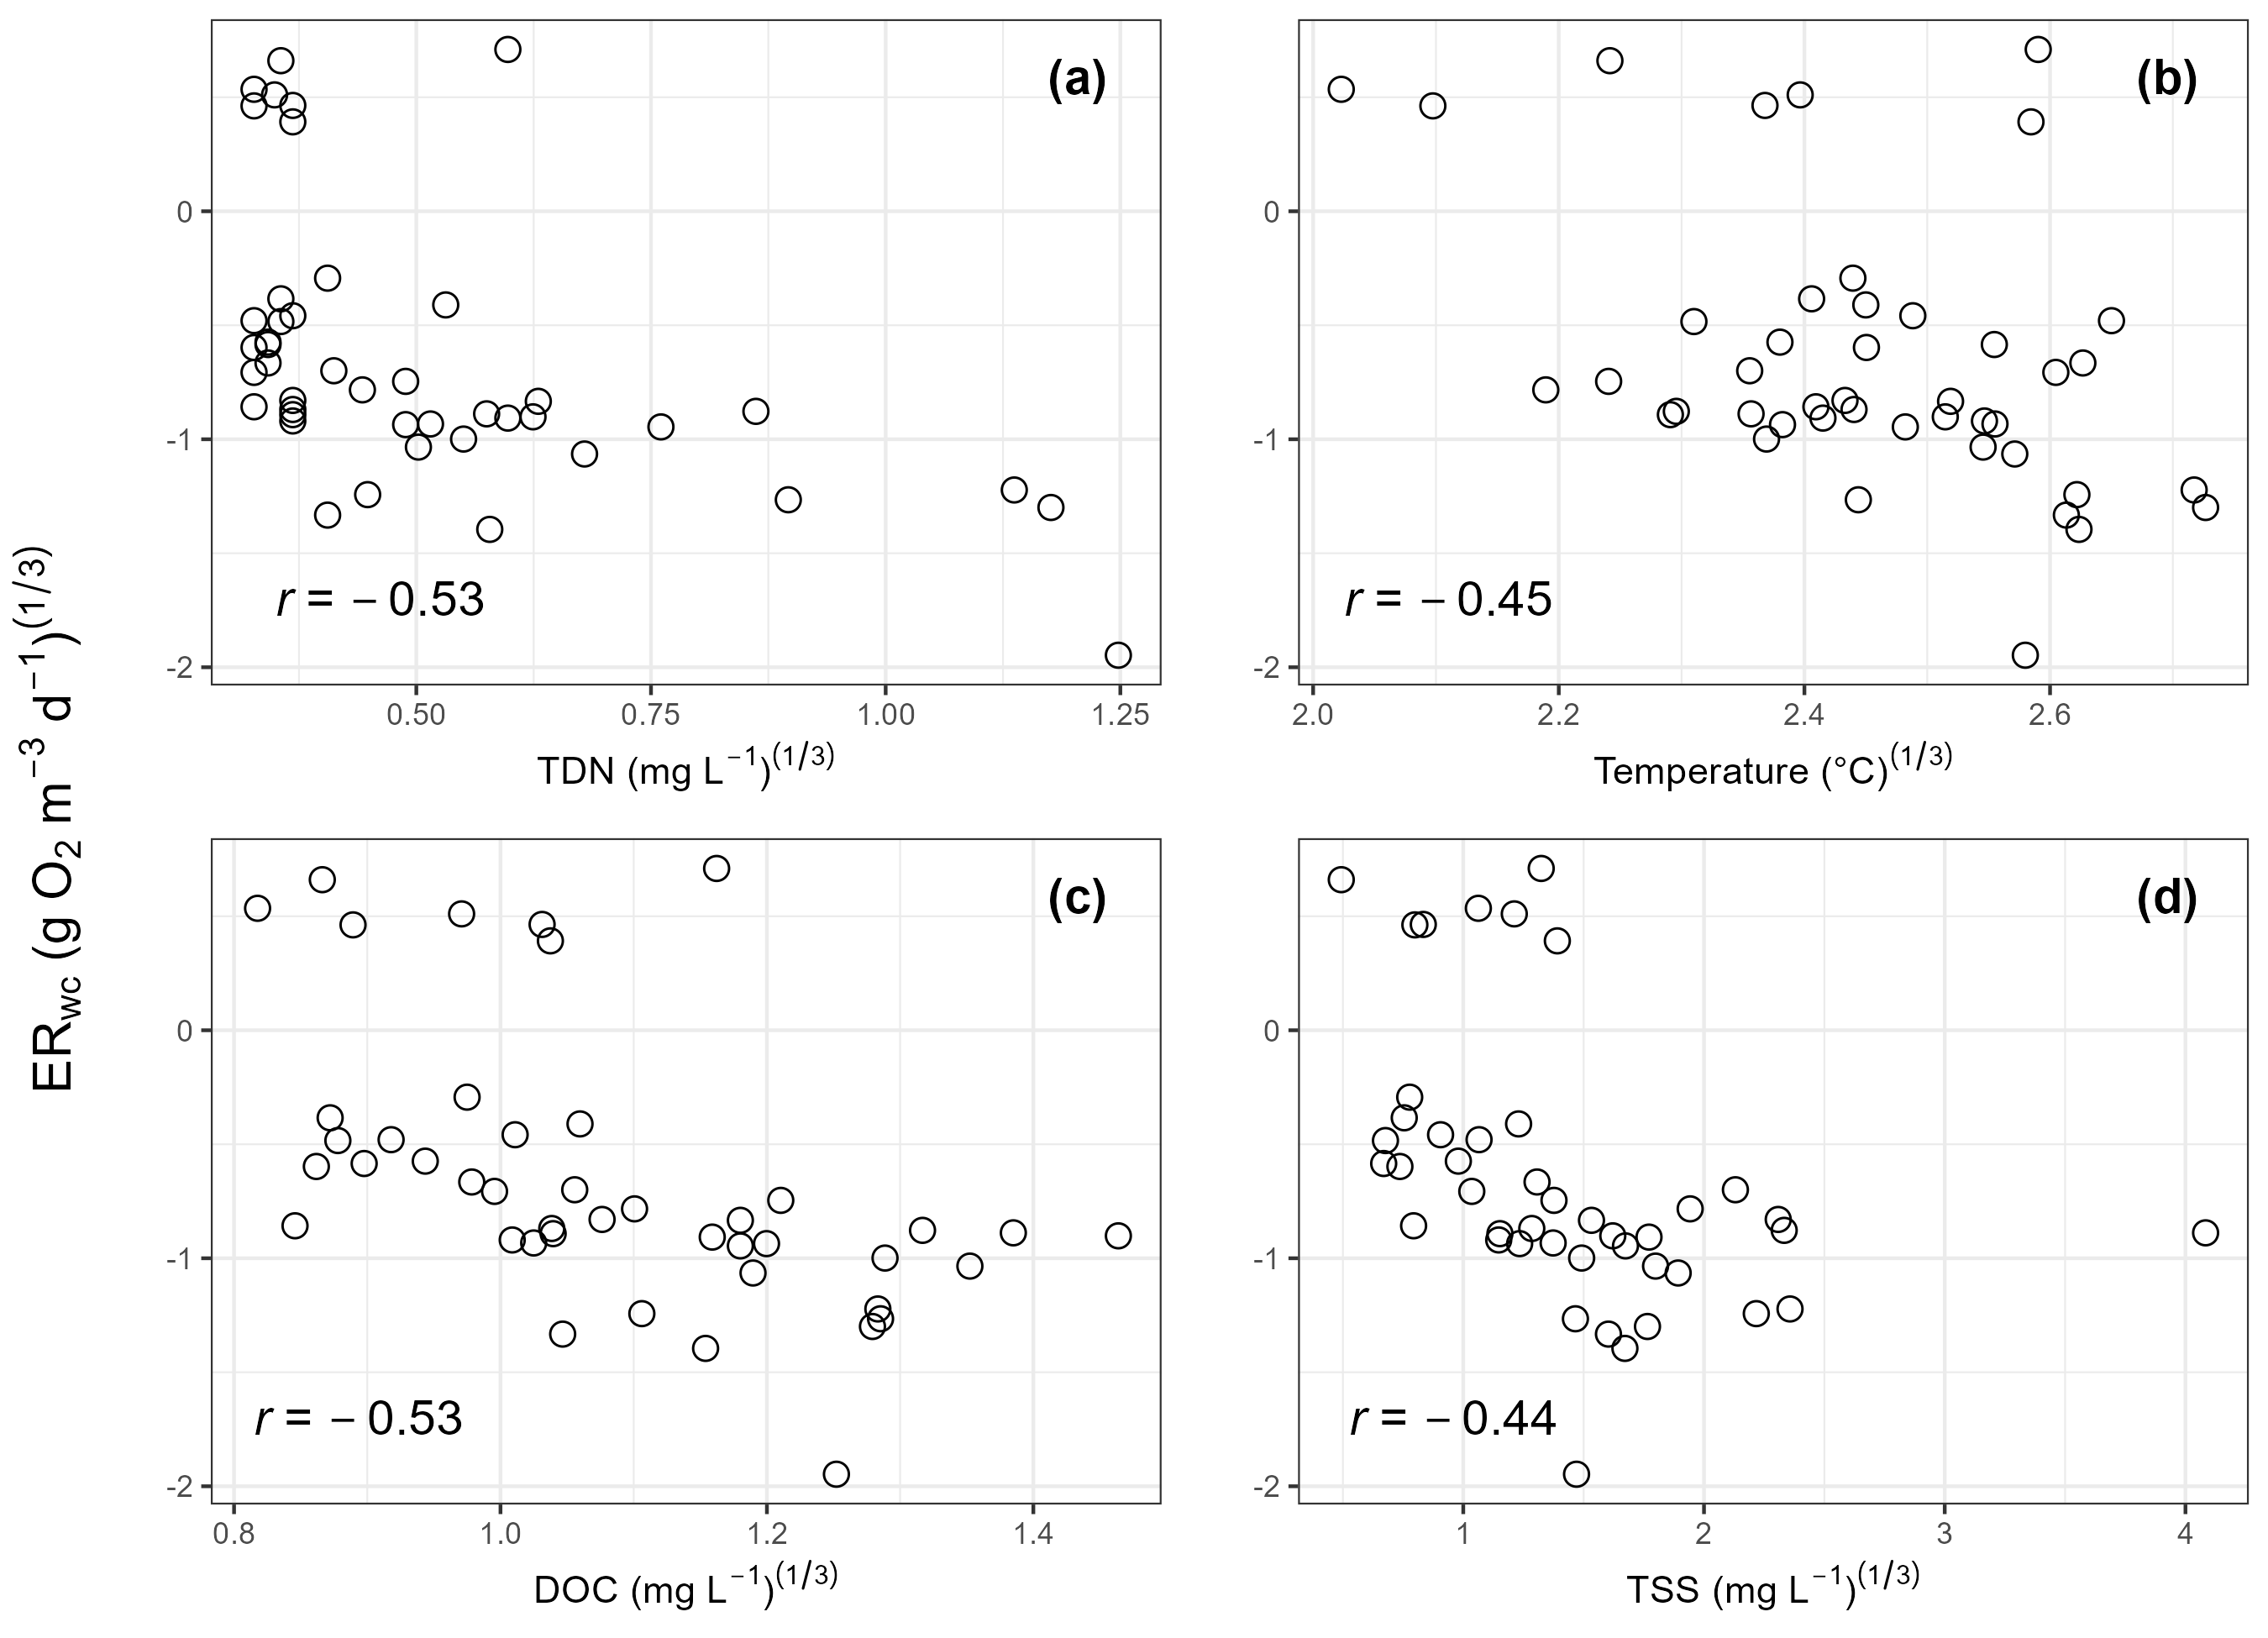 ER_wc (g O₂ m⁻³ d⁻¹)^(1/3)
(a)
0
-1
-2
r = − 0.53
0.50 0.75 1.00 1.25
TDN (mg L⁻¹)^(1/3)
(b)
0
-1
-2
r = − 0.45
2.0 2.2 2.4 2.6
Temperature (°C)^(1/3)
(c)
0
-1
-2
r = − 0.53
0.8 1.0 1.2 1.4
DOC (mg L⁻¹)^(1/3)
(d)
0
-1
-2
r = − 0.44
1 2 3 4
TSS (mg L⁻¹)^(1/3)